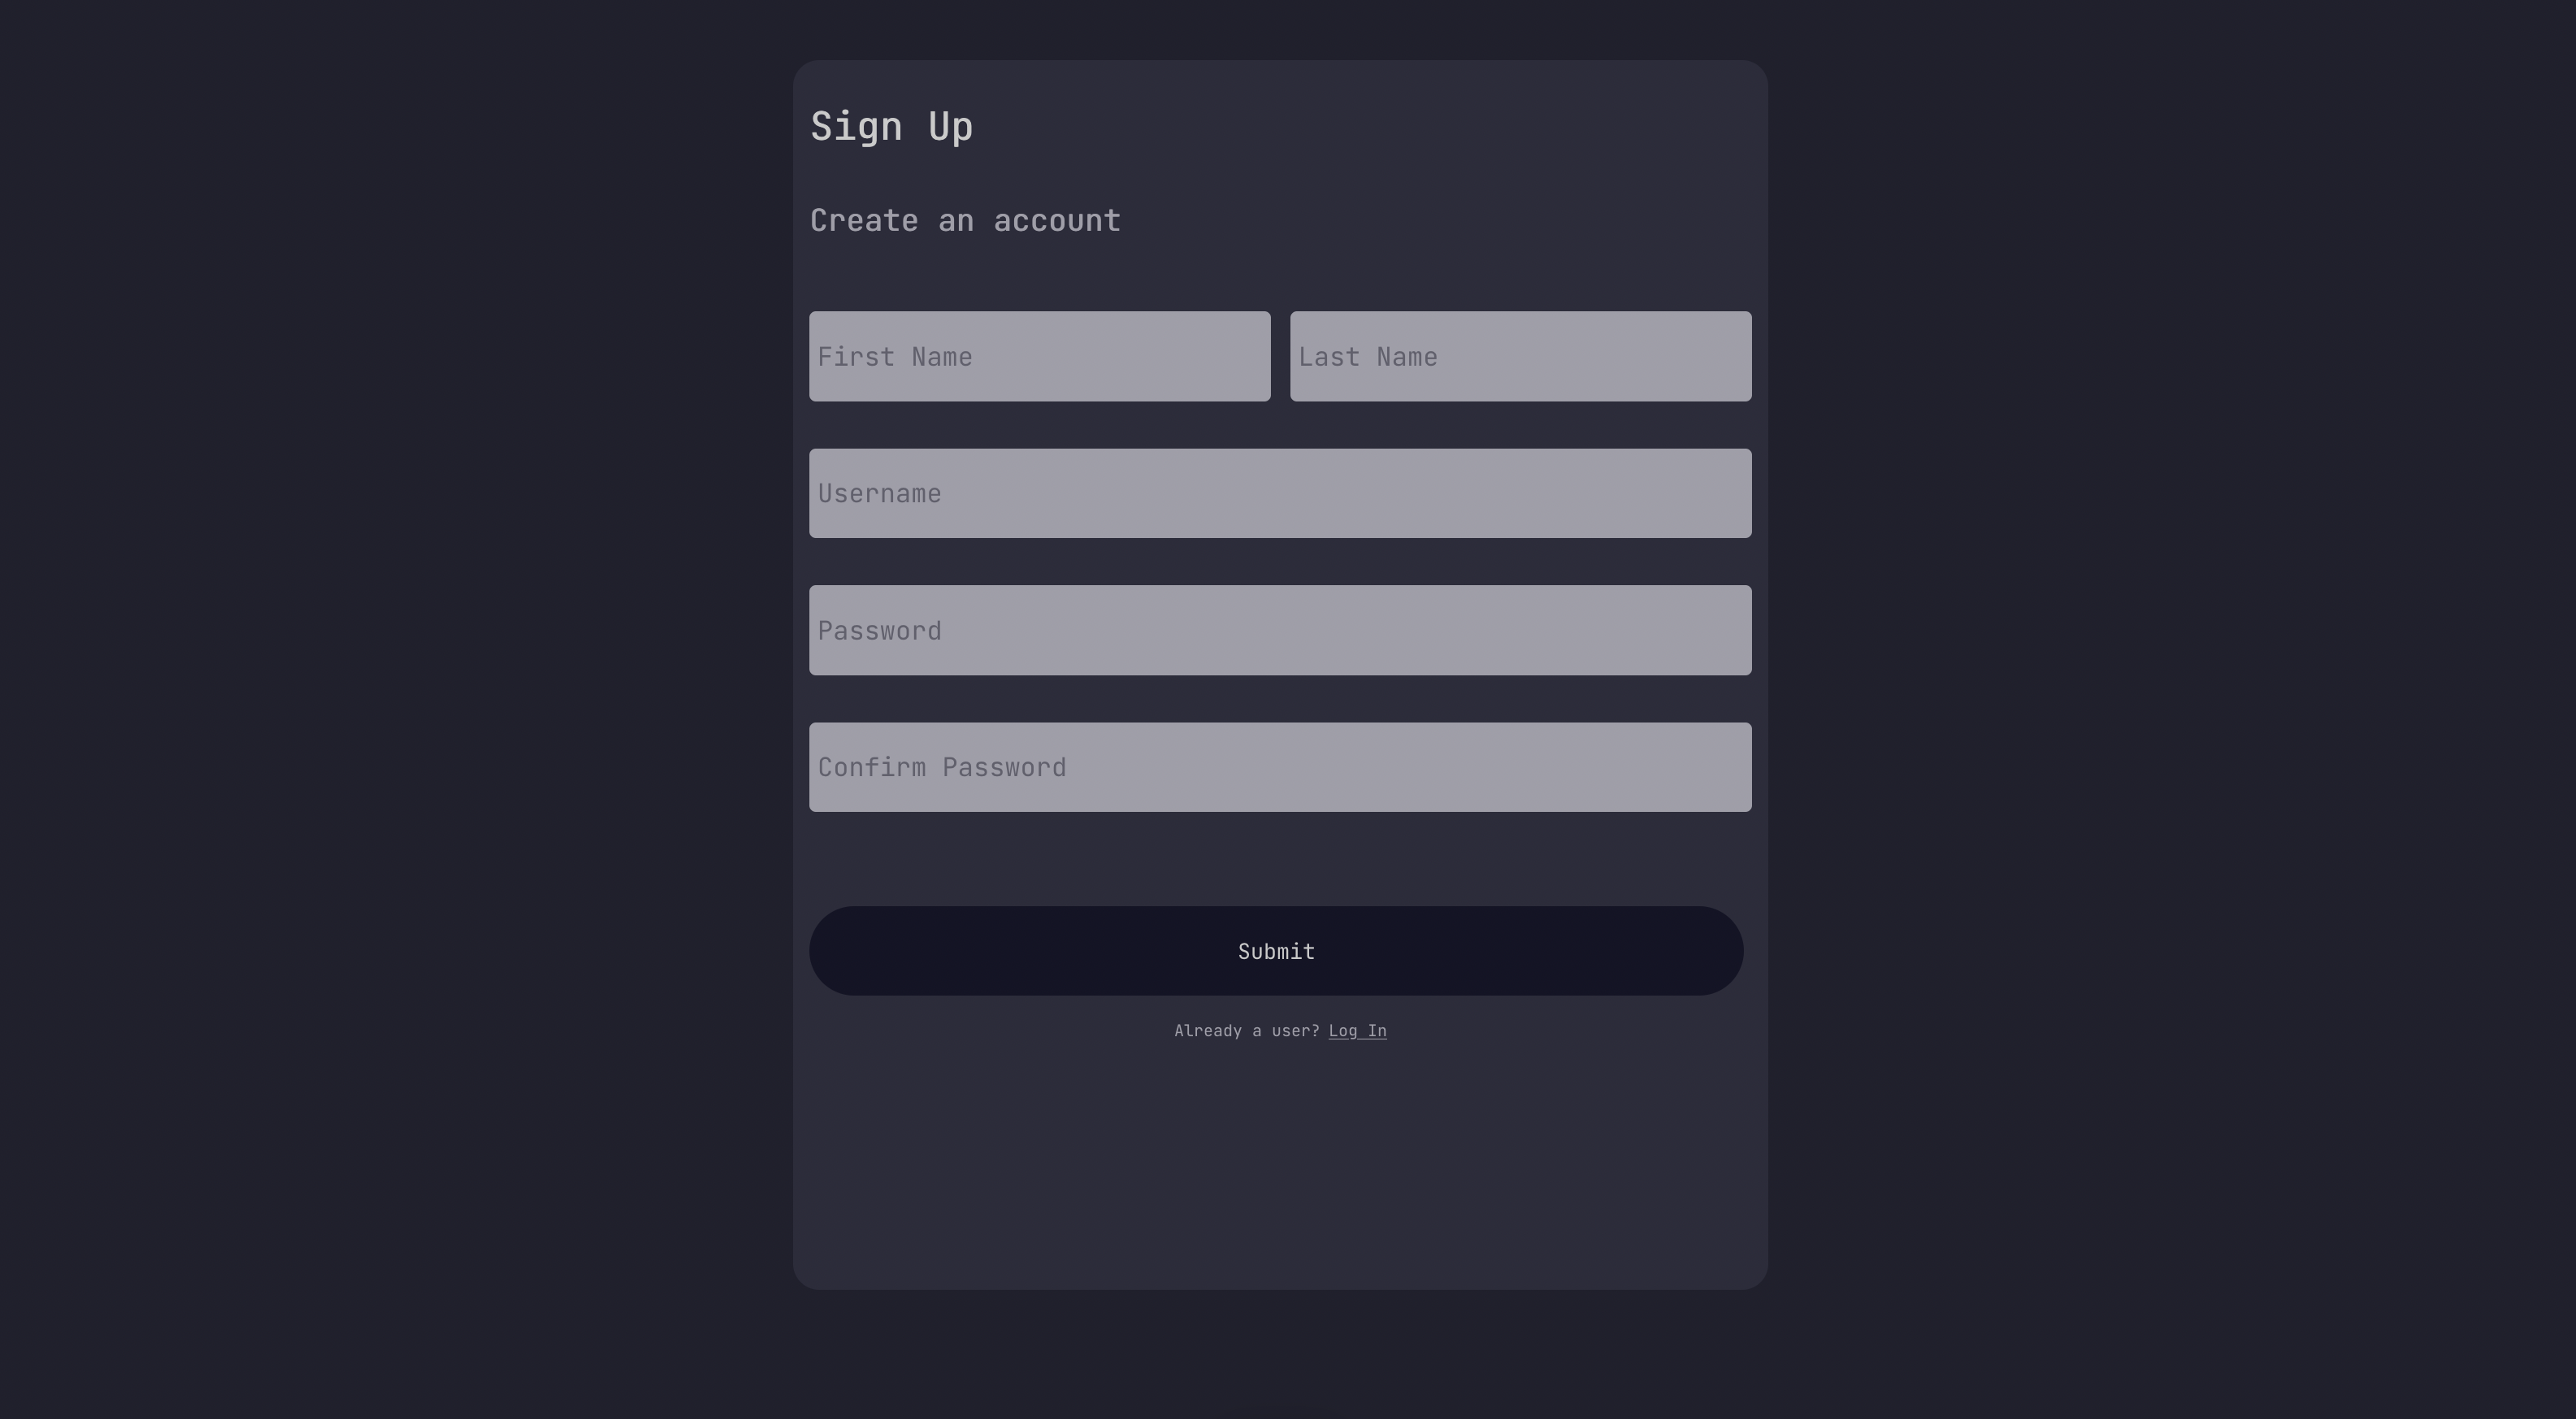 Sign Up
Create an account
First Name Last Name
Username
Password
Confirm Password
Submit
Already a user? Log In